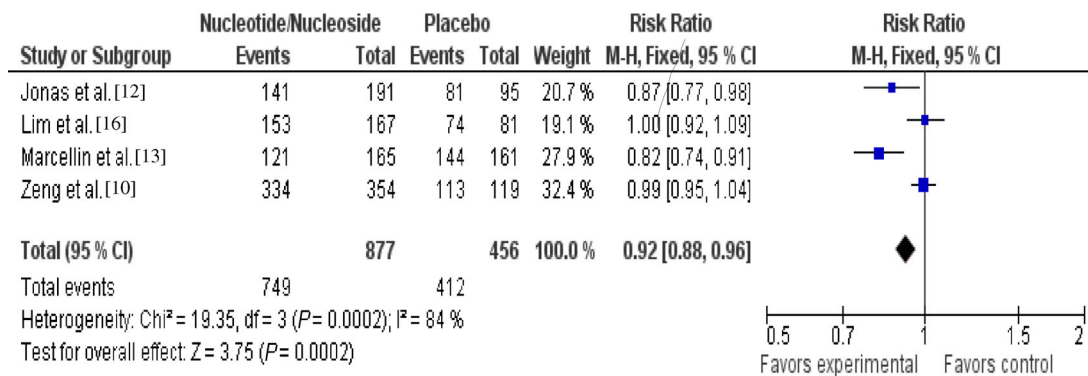 Nucleotide/Nucleoside Placebo Risk Ratio Risk Ratio
Study or Subgroup Events Total Events Total Weight M-H, Fixed, 95 % CI M-H, Fixed, 95 % CI
Jonas et al. [12] 141 191 81 95 20.7 % 0.87 [0.77, 0.98]
Lim et al. [16] 153 167 74 81 19.1 % 1.00 [0.92, 1.09]
Marcellin et al. [13] 121 165 144 161 27.9 % 0.82 [0.74, 0.91]
Zeng et al. [10] 334 354 113 119 32.4 % 0.99 [0.95, 1.04]
Total (95 % CI) 877 456 100.0 % 0.92 [0.88, 0.96]
Total events 749 412
Heterogeneity: Chi² = 19.35, df = 3 (P = 0.0002); I² = 84 %
Test for overall effect: Z = 3.75 (P = 0.0002)
0.5 0.7 1 1.5 2
Favors experimental Favors control